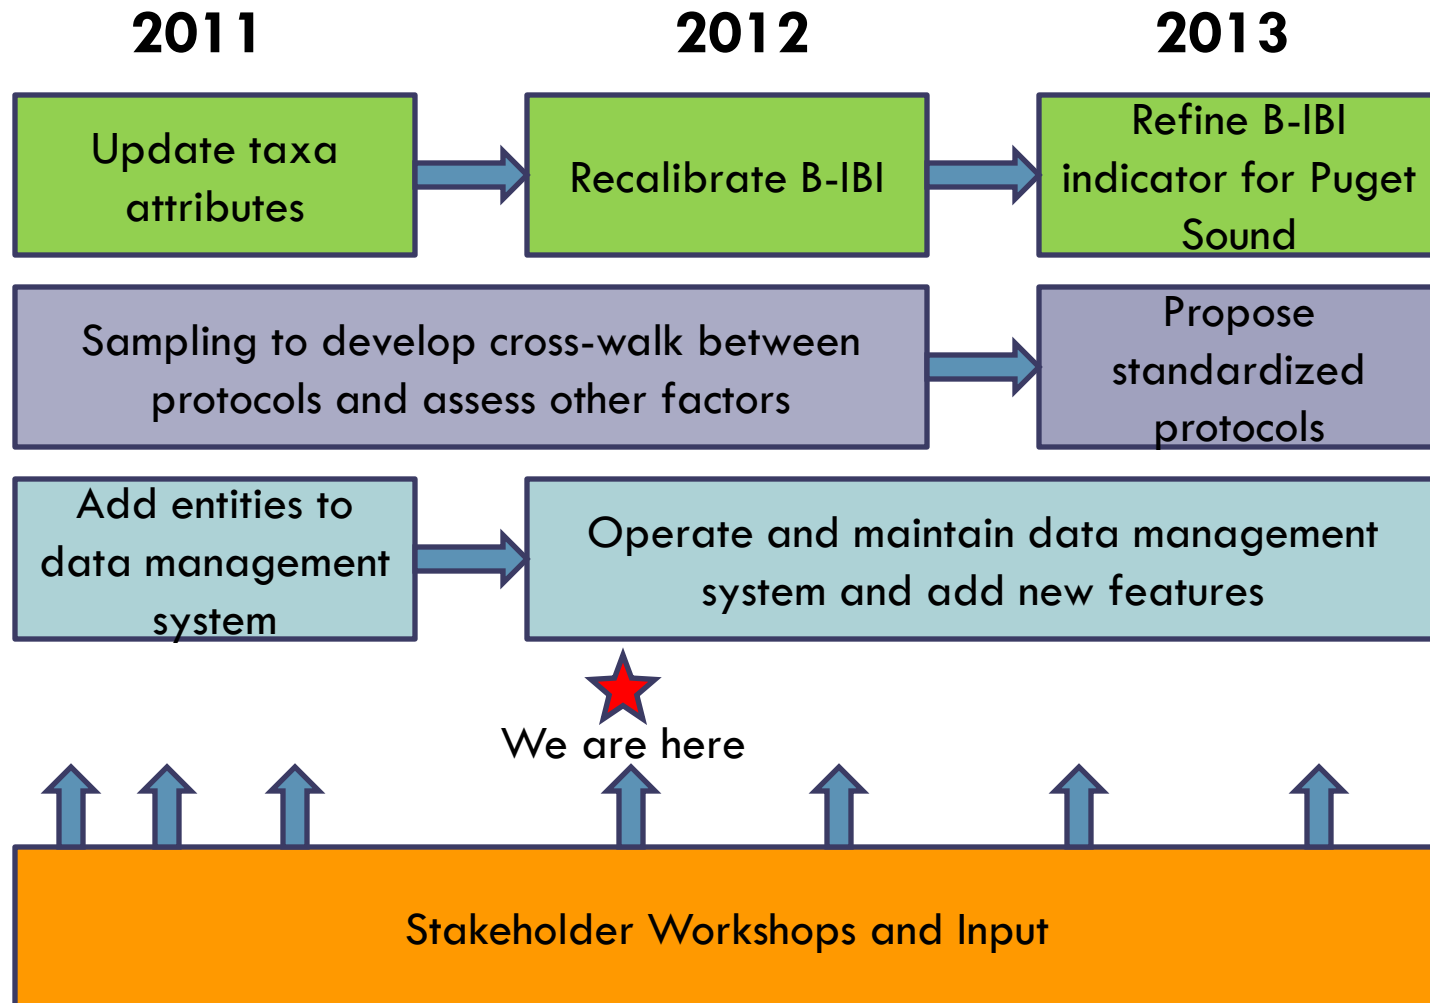 2011
2012
2013
Update taxa
attributes
Recalibrate B-IBI
Refine B-IBI
indicator for Puget
Sound
Sampling to develop cross-walk between
protocols and assess other factors
Propose
standardized
protocols
Add entities to
data management
system
Operate and maintain data management
system and add new features
We are here
Stakeholder Workshops and Input